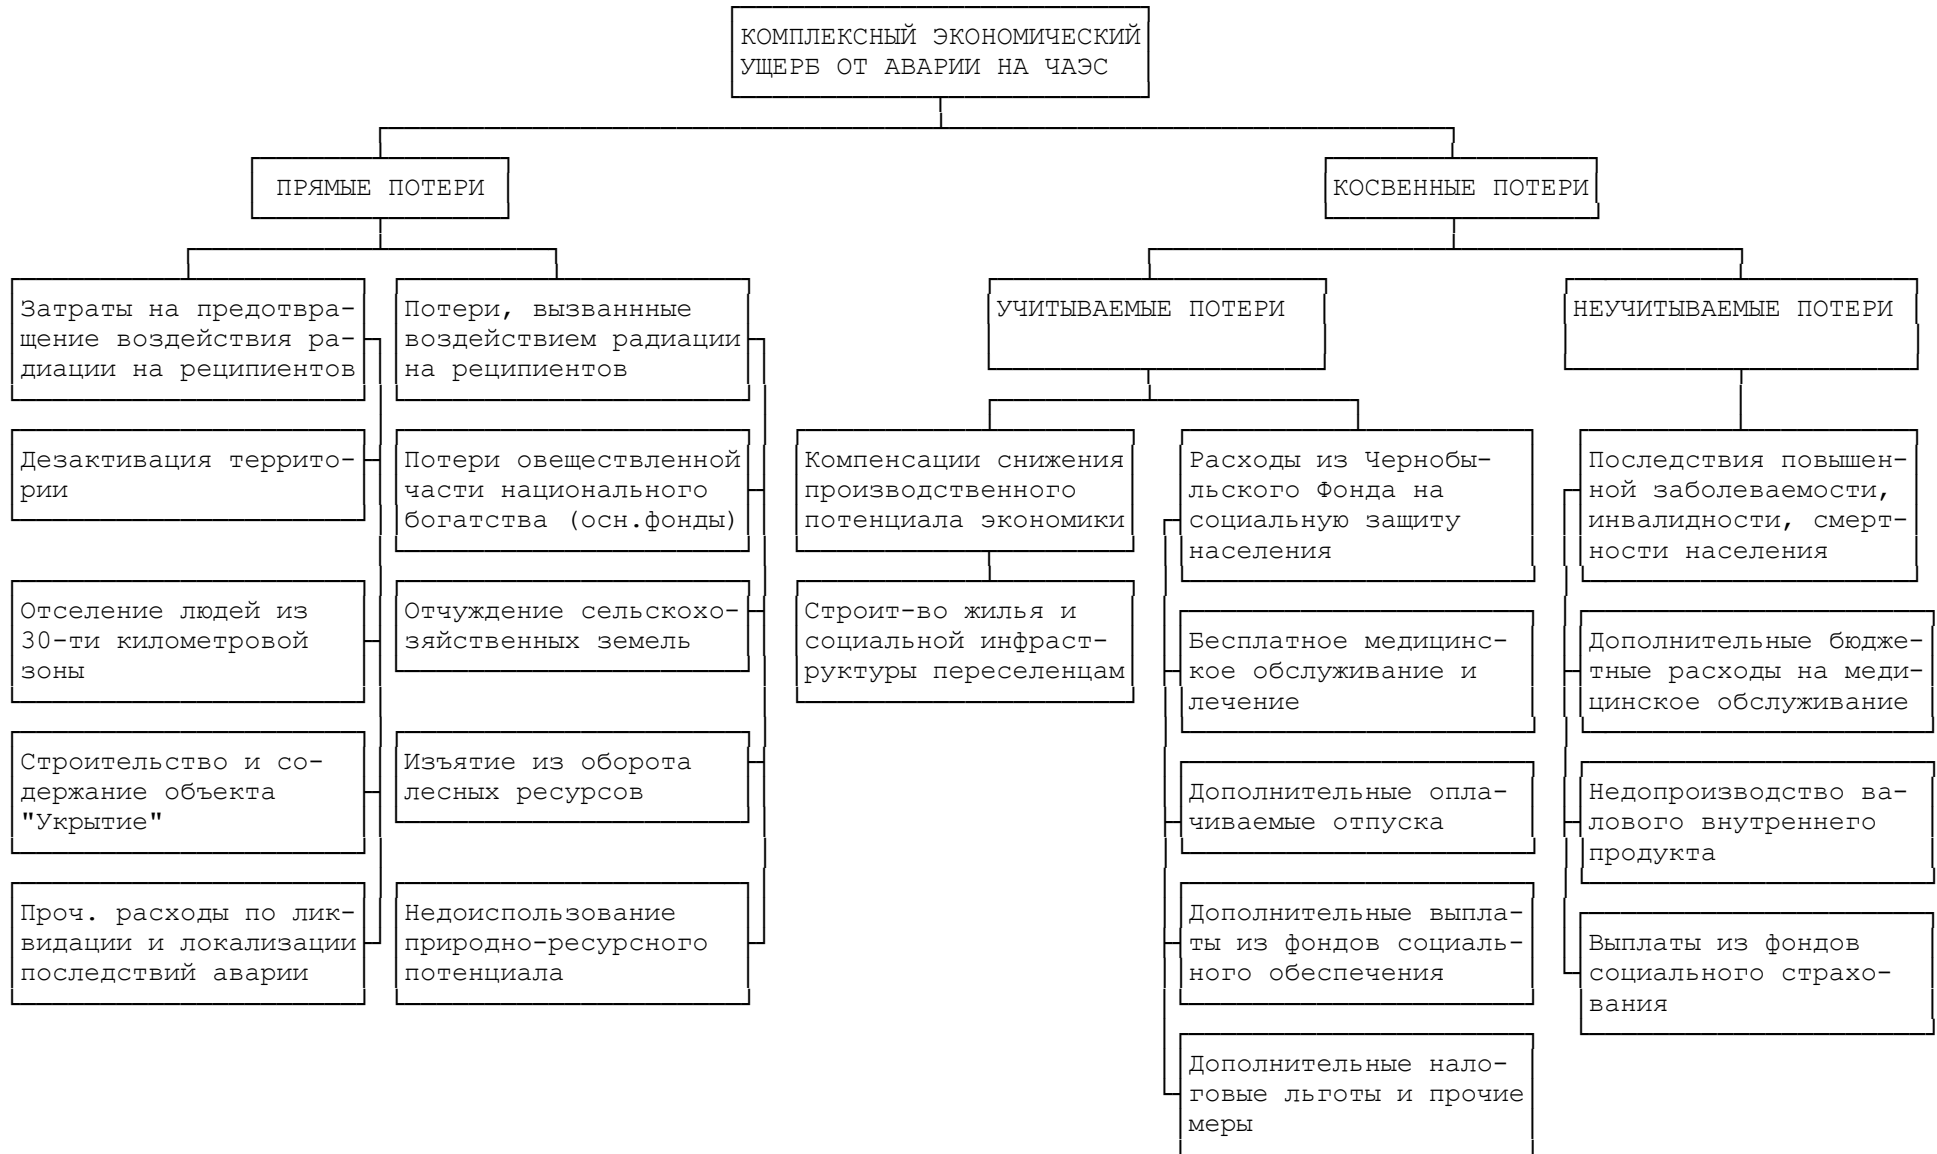 КОМПЛЕКСНЫЙ ЭКОНОМИЧЕСКИЙ
УЩЕРБ ОТ АВАРИИ НА ЧАЭС
ПРЯМЫЕ ПОТЕРИ
КОСВЕННЫЕ ПОТЕРИ
Затраты на предотвра-
щение воздействия ра-
диации на реципиентов
Потери, вызваннные
воздействием радиации
на реципиентов
УЧИТЫВАЕМЫЕ ПОТЕРИ
НЕУЧИТЫВАЕМЫЕ ПОТЕРИ
Дезактивация террито-
рии
Потери овеществленной
части национального
богатства (осн.фонды)
Компенсации снижения
производственного
потенциала экономики
Расходы из Чернобы-
льского Фонда на
социальную защиту
населения
Последствия повышен-
ной заболеваемости,
инвалидности, смерт-
ности населения
Отселение людей из
30-ти километровой
зоны
Отчуждение сельскохо-
зяйственных земель
Строит-во жилья и
социальной инфраст-
руктуры переселенцам
Бесплатное медицинс-
кое обслуживание и
лечение
Дополнительные бюдже-
тные расходы на меди-
цинское обслуживание
Строительство и со-
держание объекта
"Укрытие"
Изъятие из оборота
лесных ресурсов
Дополнительные опла-
чиваемые отпуска
Недопроизводство ва-
лового внутреннего
продукта
Проч. расходы по лик-
видации и локализации
последствий аварии
Недоиспользование
природно-ресурсного
потенциала
Дополнительные выпла-
ты из фондов социаль-
ного обеспечения
Выплаты из фондов
социального страхо-
вания
Дополнительные нало-
говые льготы и прочие
меры